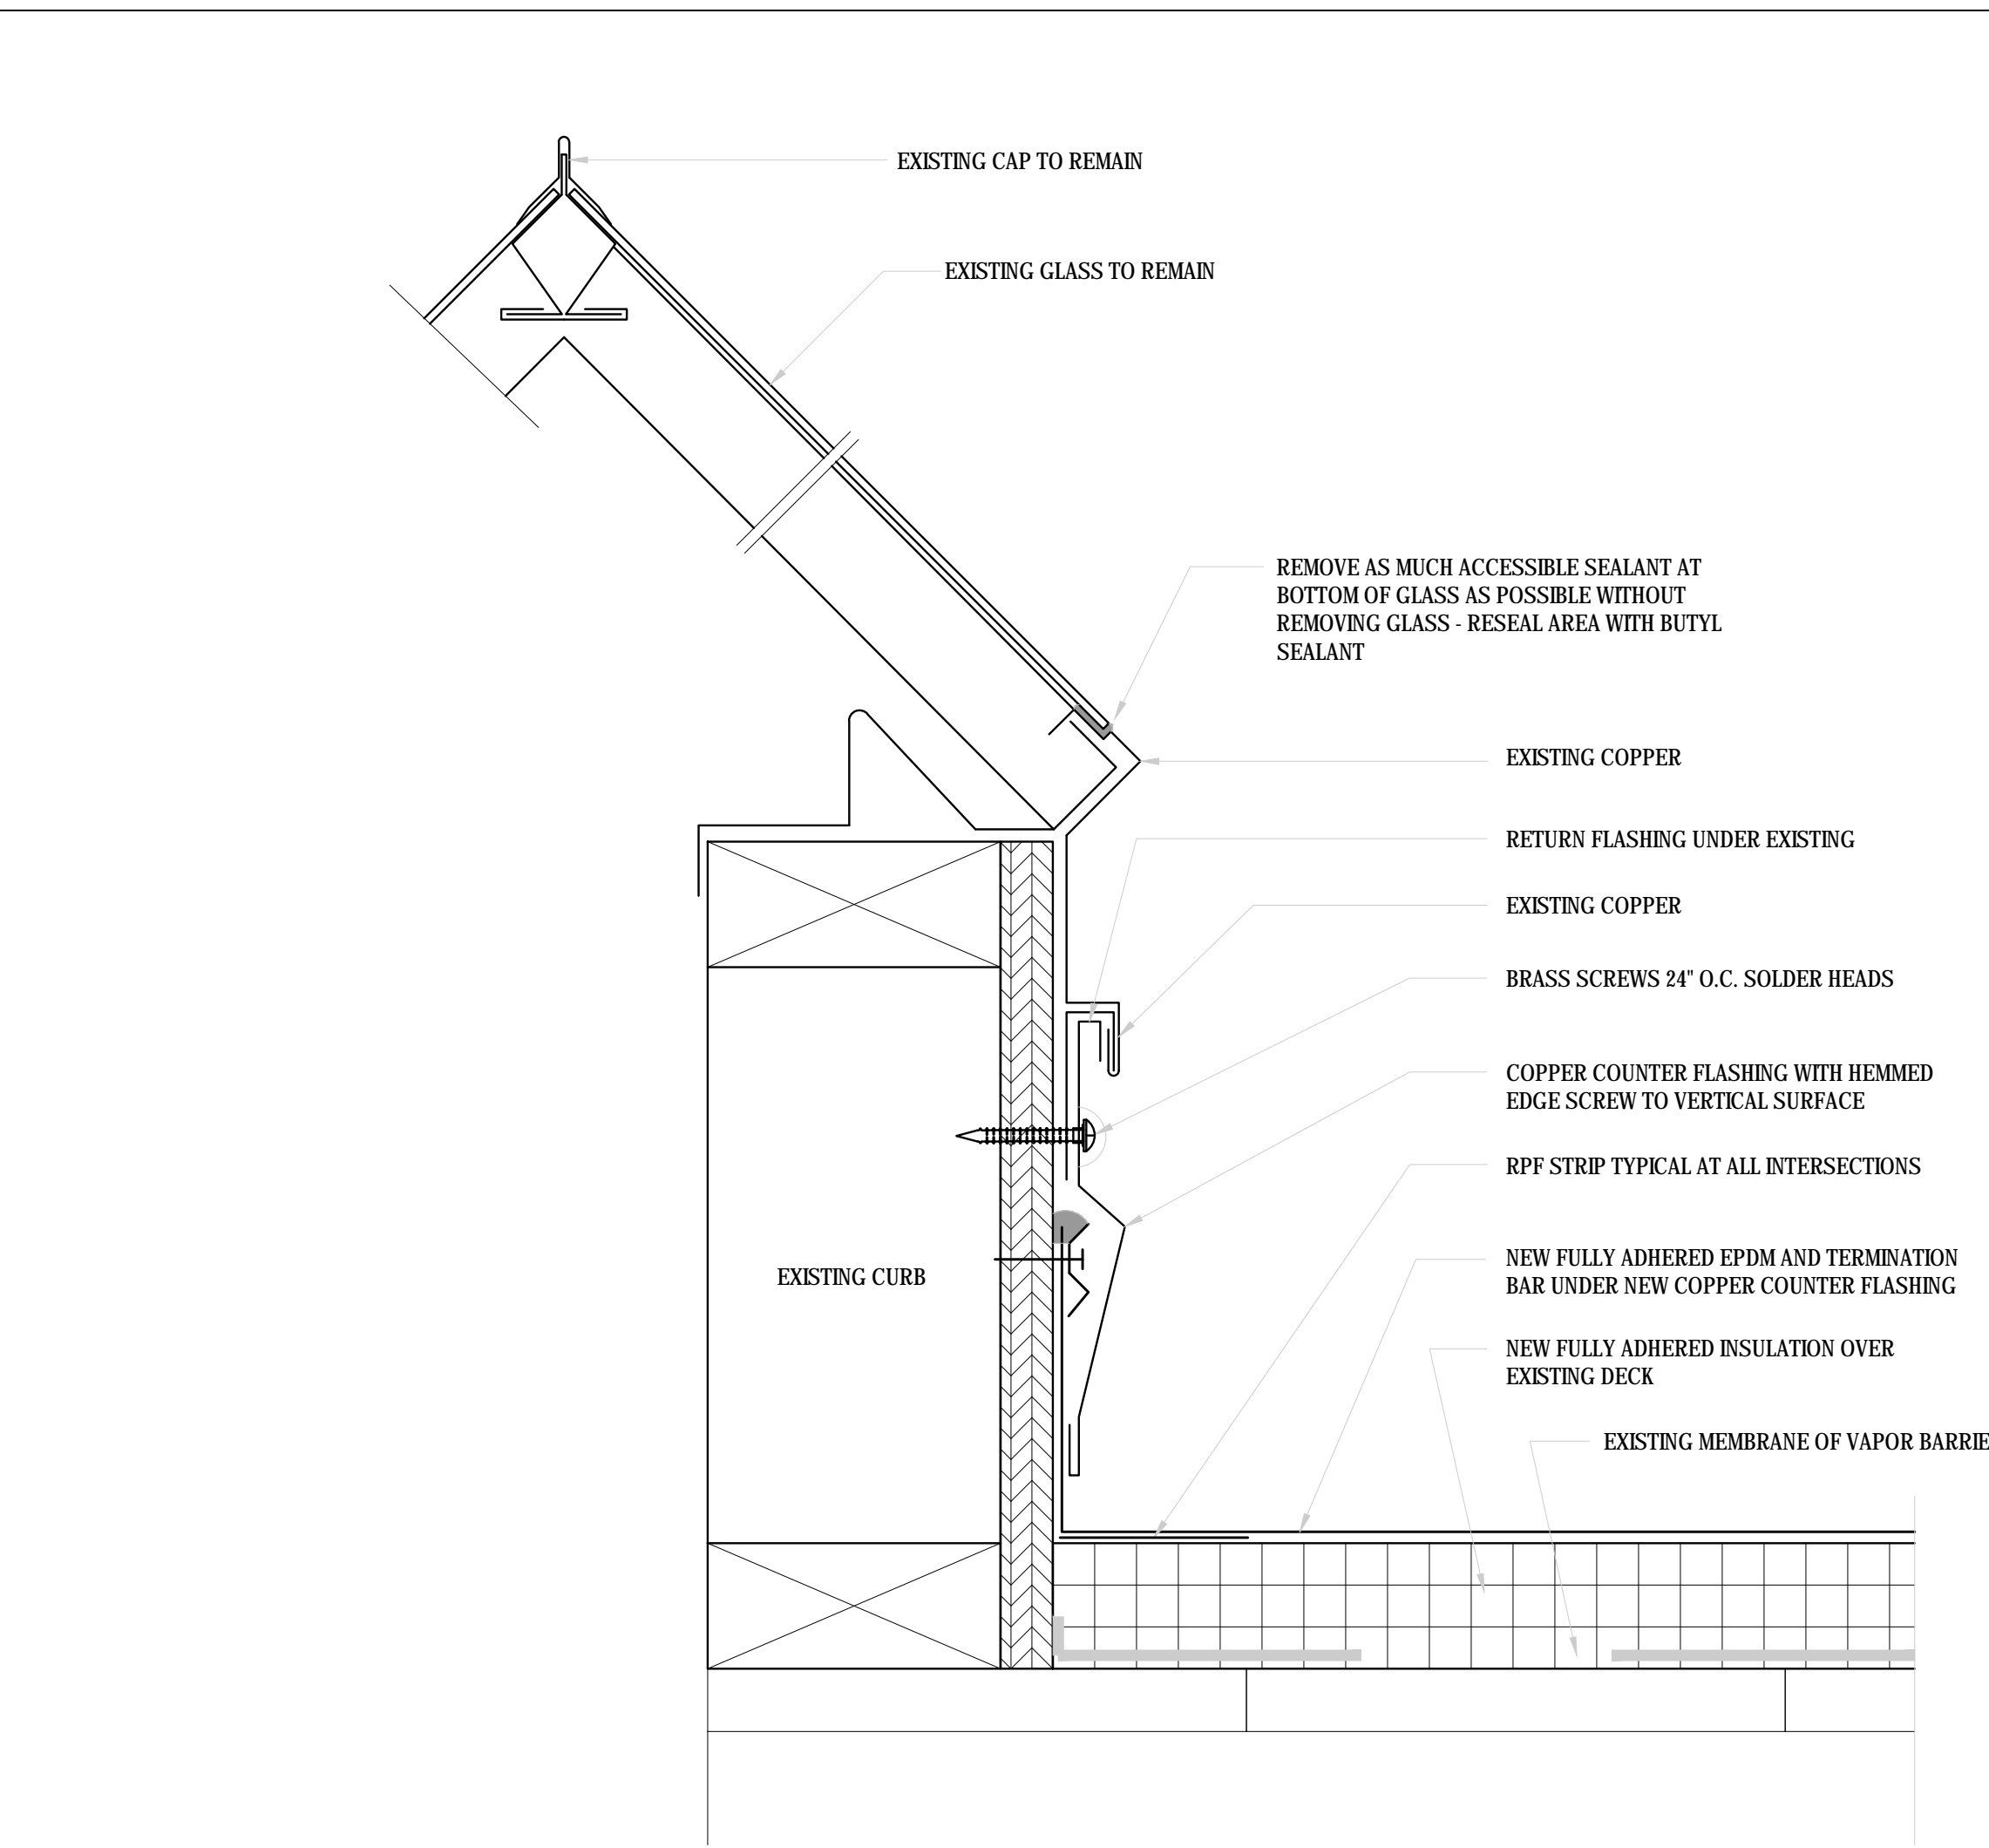 EXISTING CAP TO REMAIN
EXISTING GLASS TO REMAIN
REMOVE AS MUCH ACCESSIBLE SEALANT AT
BOTTOM OF GLASS AS POSSIBLE WITHOUT
REMOVING GLASS - RESEAL AREA WITH BUTYL
SEALANT
EXISTING COPPER
RETURN FLASHING UNDER EXISTING
EXISTING COPPER
BRASS SCREWS 24" O.C. SOLDER HEADS
COPPER COUNTER FLASHING WITH HEMMED
EDGE SCREW TO VERTICAL SURFACE
RPF STRIP TYPICAL AT ALL INTERSECTIONS
NEW FULLY ADHERED EPDM AND TERMINATION
BAR UNDER NEW COPPER COUNTER FLASHING
EXISTING CURB
NEW FULLY ADHERED INSULATION OVER
EXISTING DECK
EXISTING MEMBRANE OF VAPOR BARRIE